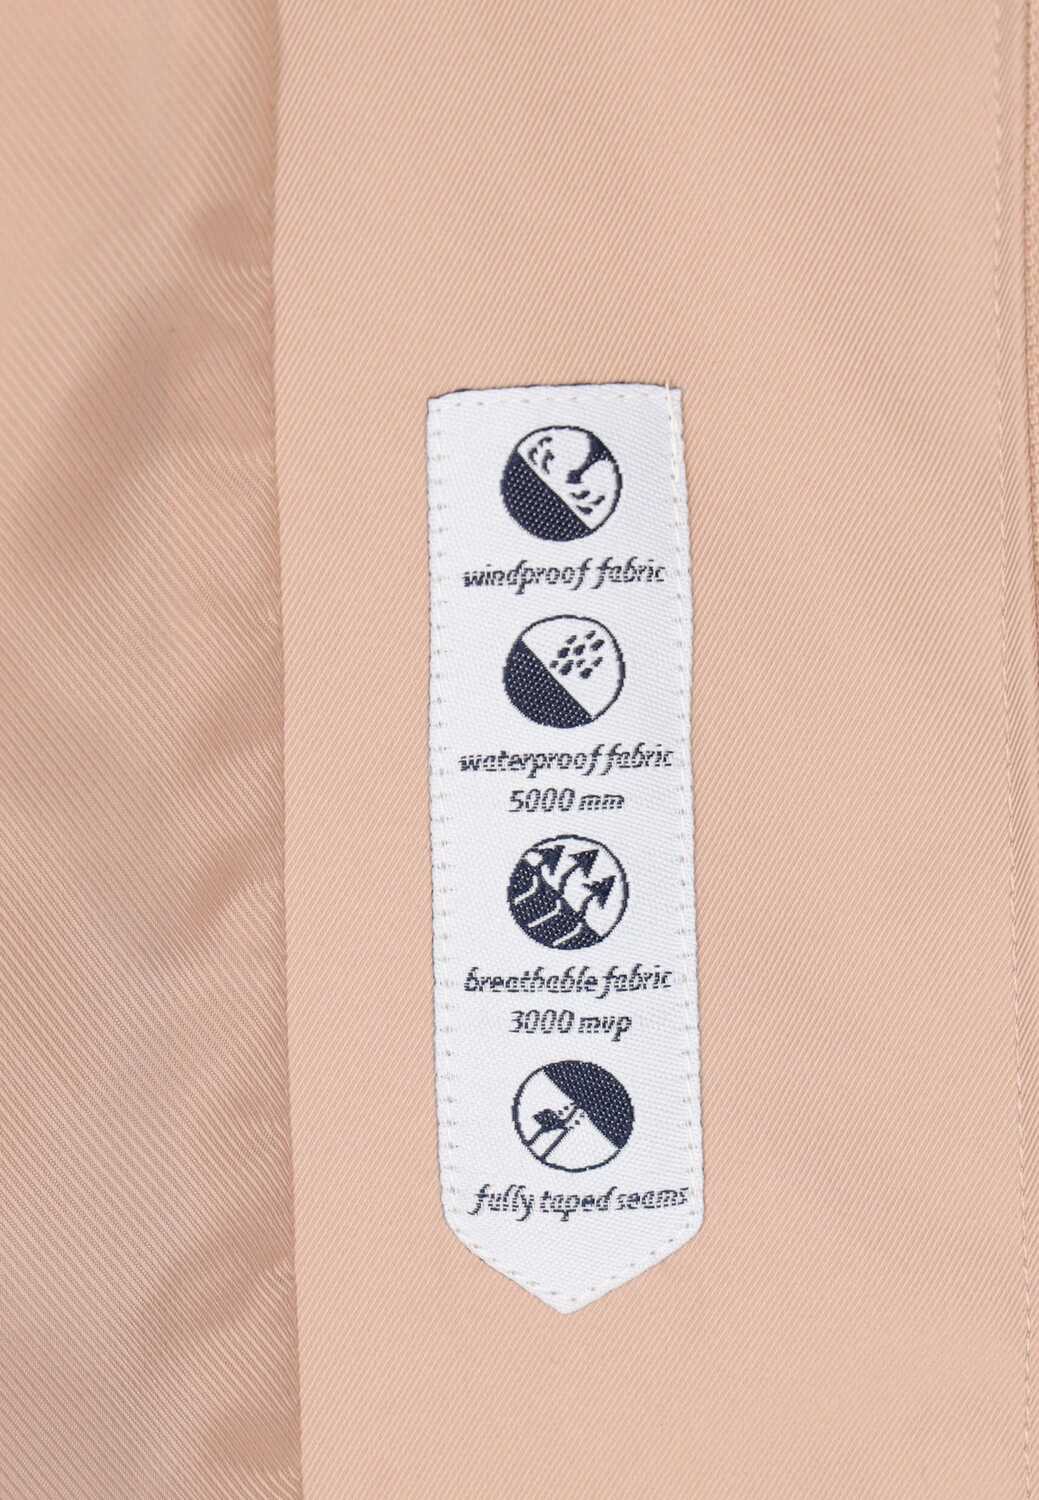 windproof fabric
waterproof fabric
5000 mm
breathable fabric
3000 mvp
fully taped seams